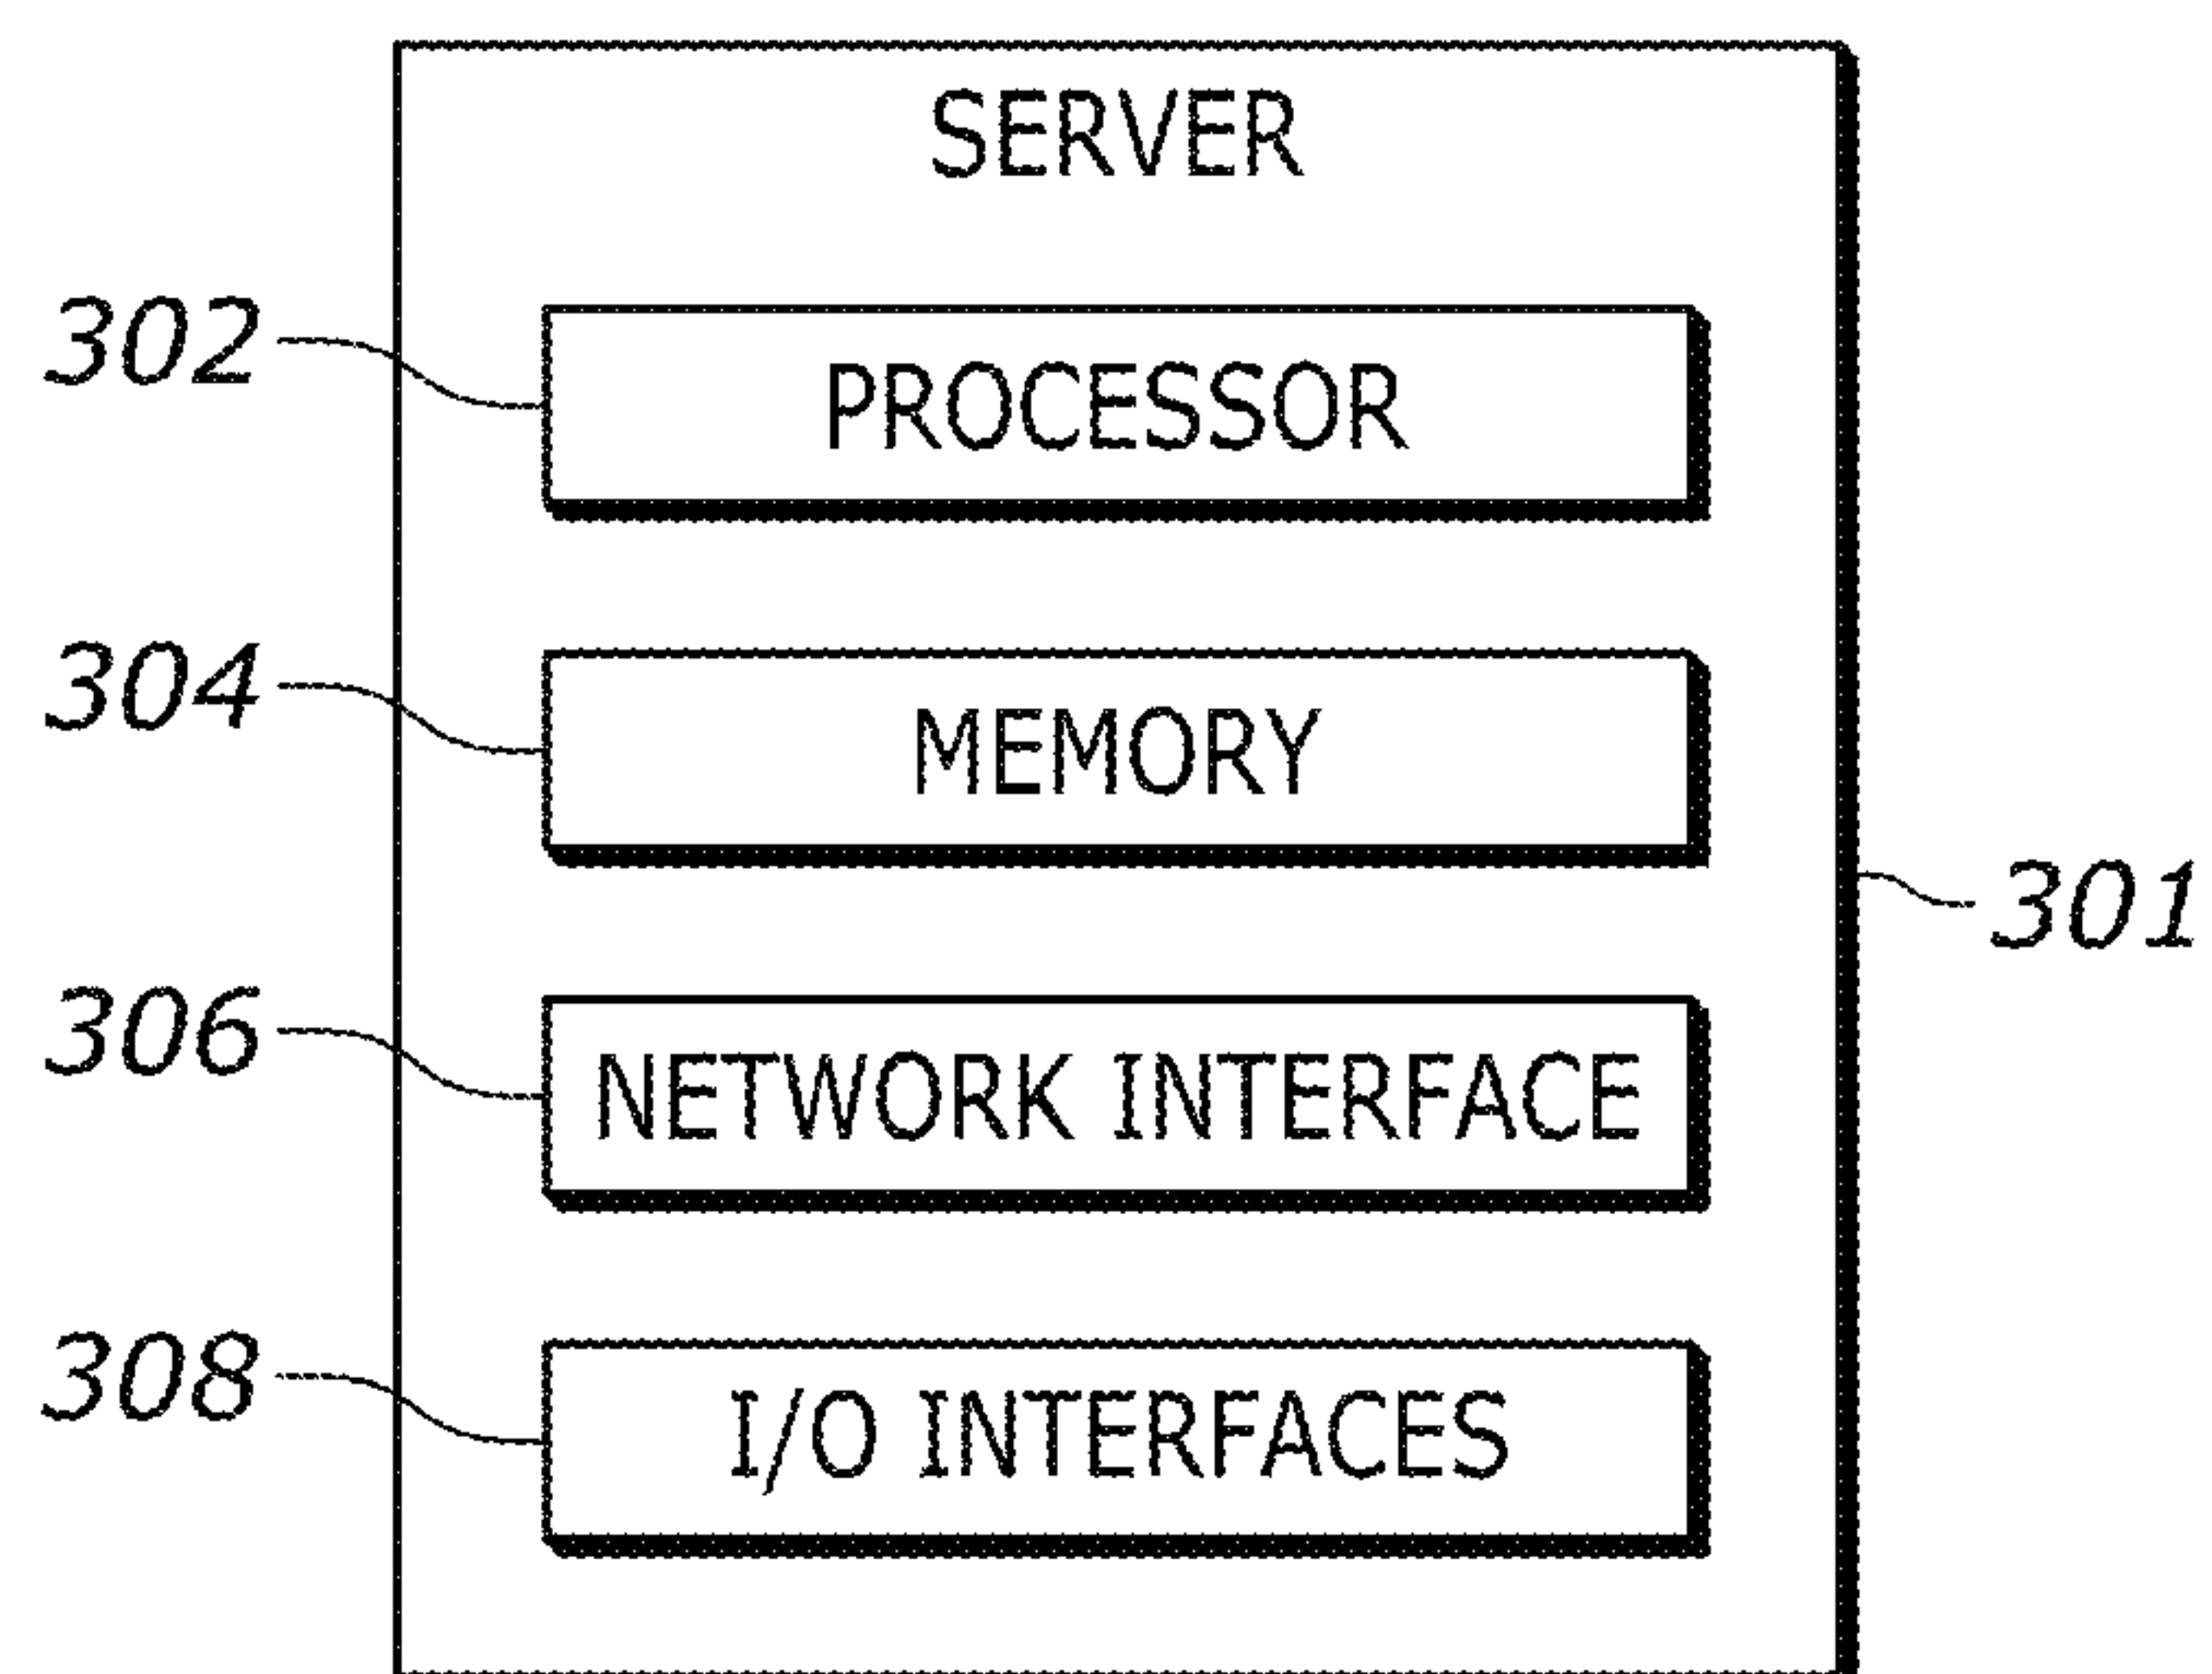 SERVER
302
PROCESSOR
304
MEMORY
301
306
NETWORK INTERFACE
308
I/O INTERFACES